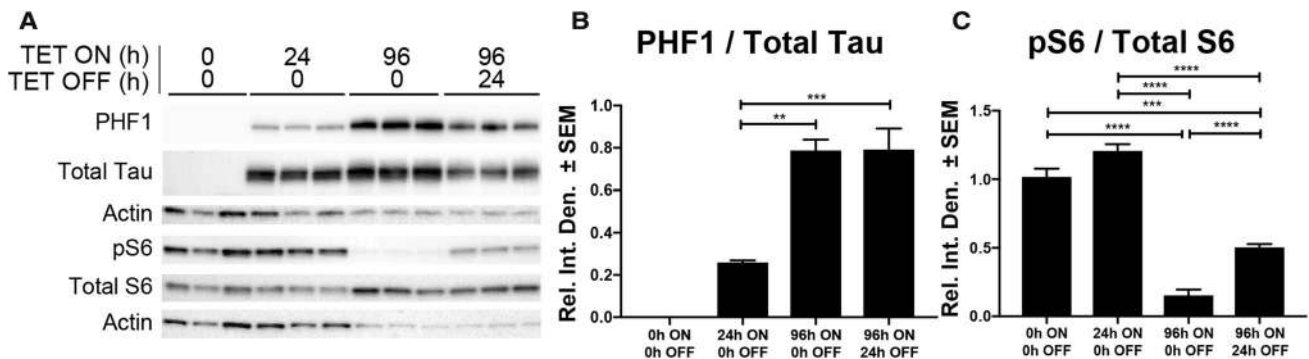 A
TET ON (h) 0 24 96 96
TET OFF (h) 0 0 0 24
PHF1
Total Tau
Actin
pS6
Total S6
Actin
B
PHF1 / Total Tau
Rel. Int. Den. ± SEM
1.0
0.8
0.6
0.4
0.2
0.0
**
***
0h ON 24h ON 96h ON 96h ON
0h OFF 0h OFF 0h OFF 24h OFF
C
pS6 / Total S6
Rel. Int. Den. ± SEM
1.5
1.0
0.5
0.0
****
****
***
**** ****
0h ON 24h ON 96h ON 96h ON
0h OFF 0h OFF 0h OFF 24h OFF